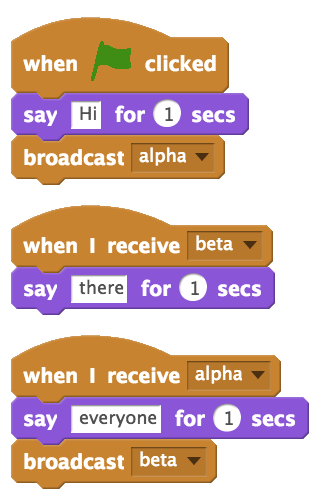 when clicked
say Hi for 1 secs
broadcast alpha
when I receive beta
say there for 1 secs
when I receive alpha
say everyone for 1 secs
broadcast beta